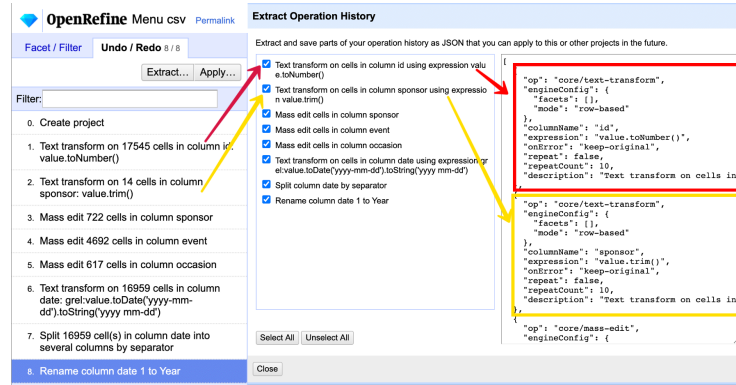 OpenRefine Menu csv Permalink
Facet / Filter Undo / Redo 8 / 8
Extract... Apply...
Filter:
0. Create project
1. Text transform on 17545 cells in column id:
value.toNumber()
2. Text transform on 14 cells in column
sponsor: value.trim()
3. Mass edit 722 cells in column sponsor
4. Mass edit 4692 cells in column event
5. Mass edit 617 cells in column occasion
6. Text transform on 16959 cells in column
date: grel:value.toDate('yyyy-mm-
dd').toString('yyyy mm-dd')
7. Split 16959 cell(s) in column date into
several columns by separator
8. Rename column date 1 to Year
Extract Operation History
Extract and save parts of your operation history as JSON that you can apply to this or other projects in the future.
Text transform on cells in column id using expression valu
e.toNumber()
Text transform on cells in column sponsor using expressio
n value.trim()
Mass edit cells in column sponsor
Mass edit cells in column event
Mass edit cells in column occasion
Text transform on cells in column date using expression gr
el:value.toDate('yyyy-mm-dd').toString('yyyy mm-dd')
Split column date by separator
Rename column date 1 to Year
Select All Unselect All
Close
[
{
"op": "core/text-transform",
"engineConfig": {
"facets": [],
"mode": "row-based"
},
"columnName": "id",
"expression": "value.toNumber()",
"onError": "keep-original",
"repeat": false,
"repeatCount": 10,
"description": "Text transform on cells in
},
{
"op": "core/text-transform",
"engineConfig": {
"facets": [],
"mode": "row-based"
},
"columnName": "sponsor",
"expression": "value.trim()",
"onError": "keep-original",
"repeat": false,
"repeatCount": 10,
"description": "Text transform on cells in
},
{
"op": "core/mass-edit",
"engineConfig": {